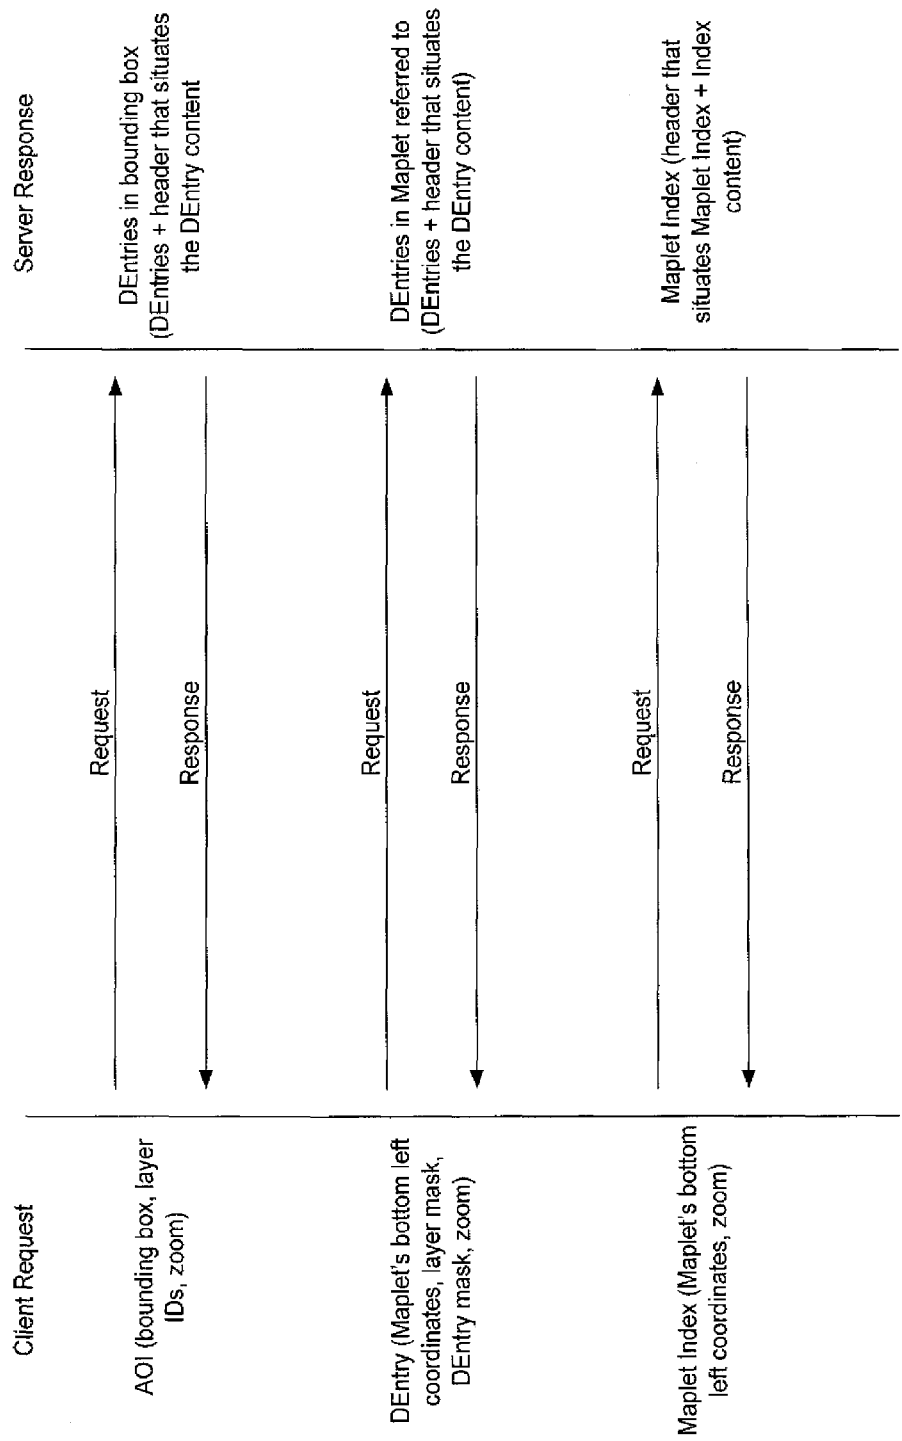 Client Request
Server Response
AOI (bounding box, layer
IDs, zoom)
Request
Response
DEntries in bounding box
(DEntries + header that situates
the DEntry content
DEntry (Maplet's bottom left
coordinates, layer mask,
DEntry mask, zoom)
Request
Response
DEntries in Maplet referred to
(DEntries + header that situates
the DEntry content)
Maplet Index (Maplet's bottom
left coordinates, zoom)
Request
Response
Maplet Index (header that
situates Maplet Index + Index
content)